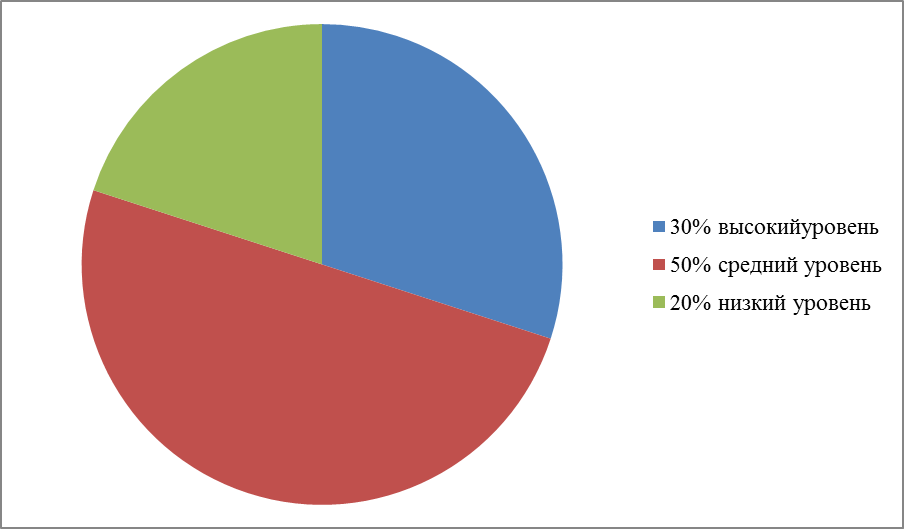 30% высокийуровень
50% средний уровень
20% низкий уровень